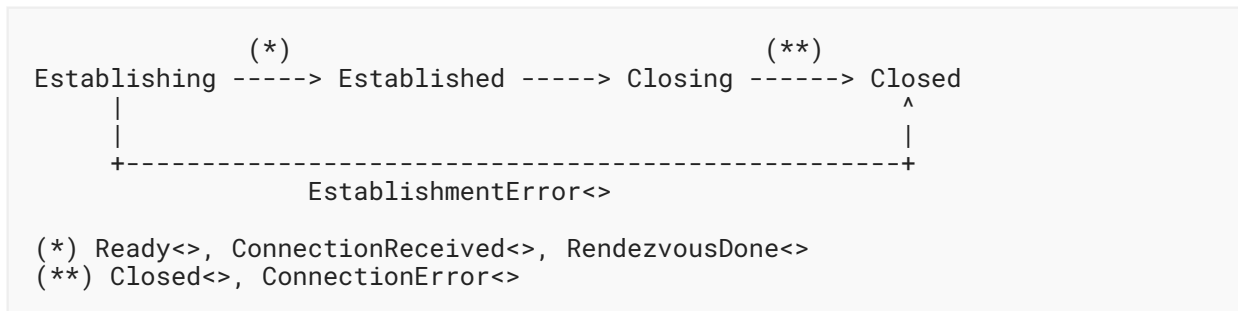 (*)                               (**)
Establishing -----> Established -----> Closing ------> Closed
     |                                                   ^
     |                                                   |
     +---------------------------------------------------+
                  EstablishmentError<>

(*) Ready<>, ConnectionReceived<>, RendezvousDone<>
(**) Closed<>, ConnectionError<>